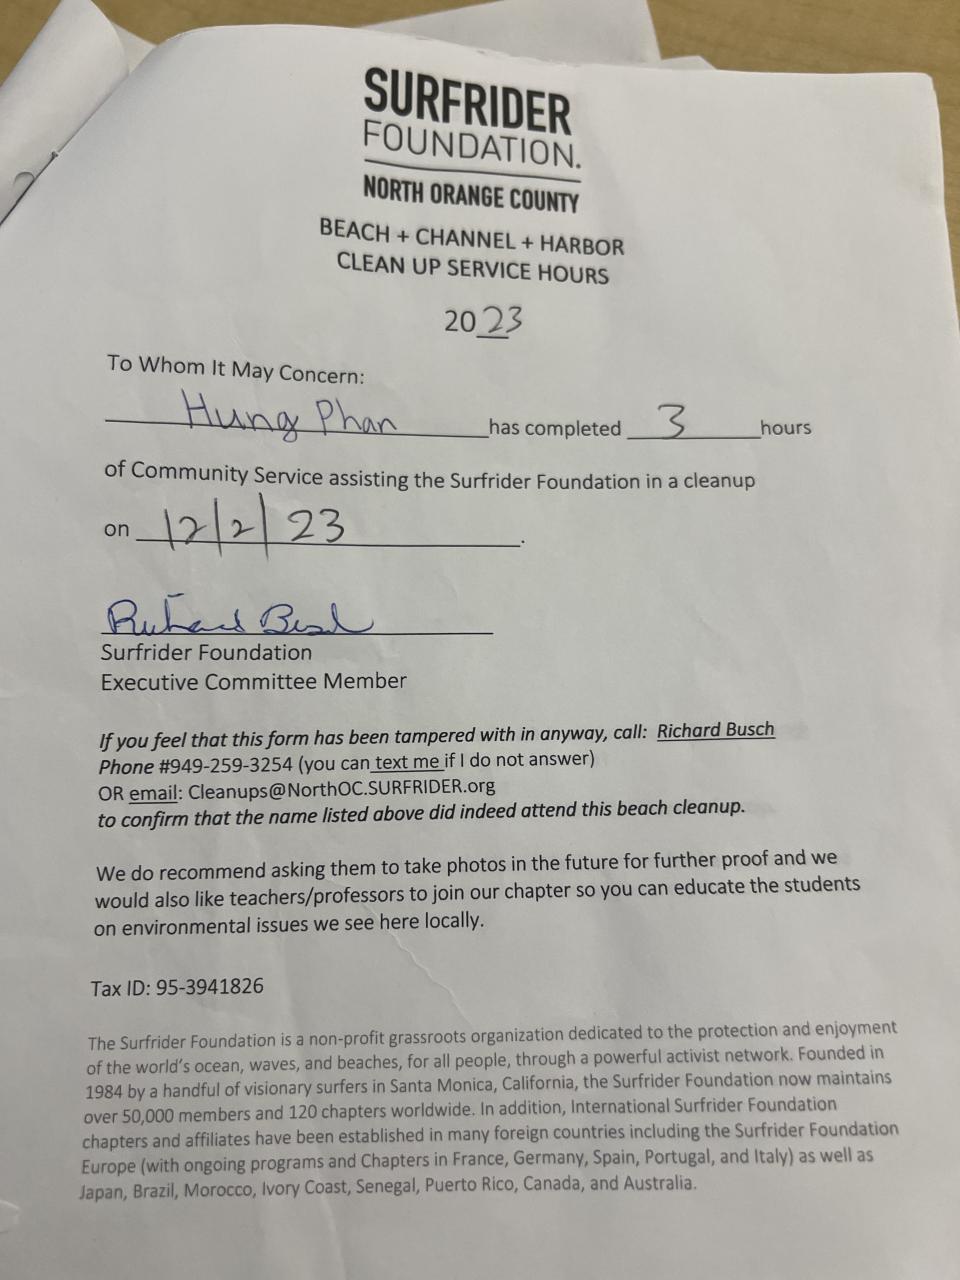 SURFRIDER
FOUNDATION.
NORTH ORANGE COUNTY
BEACH + CHANNEL + HARBOR
CLEAN UP SERVICE HOURS
2023
To Whom It May Concern:
Hung Phan has completed 3 hours
of Community Service assisting the Surfrider Foundation in a cleanup
on 12/2/23.
Richard Busch
Surfrider Foundation
Executive Committee Member
If you feel that this form has been tampered with in anyway, call: Richard Busch
Phone #949-259-3254 (you can text me if I do not answer)
OR email: Cleanups@NorthOC.SURFRIDER.org
to confirm that the name listed above did indeed attend this beach cleanup.
We do recommend asking them to take photos in the future for further proof and we
would also like teachers/professors to join our chapter so you can educate the students
on environmental issues we see here locally.
Tax ID: 95-3941826
The Surfrider Foundation is a non-profit grassroots organization dedicated to the protection and enjoyment
of the world's ocean, waves, and beaches, for all people, through a powerful activist network. Founded in
1984 by a handful of visionary surfers in Santa Monica, California, the Surfrider Foundation now maintains
over 50,000 members and 120 chapters worldwide. In addition, International Surfrider Foundation
chapters and affiliates have been established in many foreign countries including the Surfrider Foundation
Europe (with ongoing programs and Chapters in France, Germany, Spain, Portugal, and Italy) as well as
Japan, Brazil, Morocco, Ivory Coast, Senegal, Puerto Rico, Canada, and Australia.